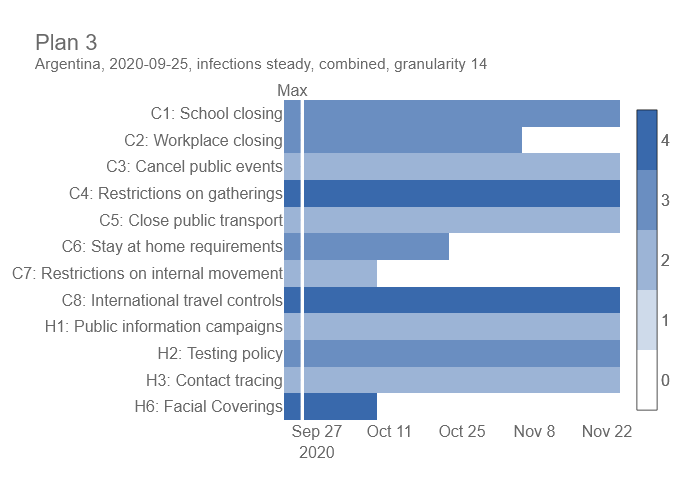 Plan 3
Argentina, 2020-09-25, infections steady, combined, granularity 14
Max
C1: School closing
C2: Workplace closing
C3: Cancel public events
C4: Restrictions on gatherings
C5: Close public transport
C6: Stay at home requirements
C7: Restrictions on internal movement
C8: International travel controls
H1: Public information campaigns
H2: Testing policy
H3: Contact tracing
H6: Facial Coverings
4
3
2
1
0
Sep 27 Oct 11 Oct 25 Nov 8 Nov 22
2020